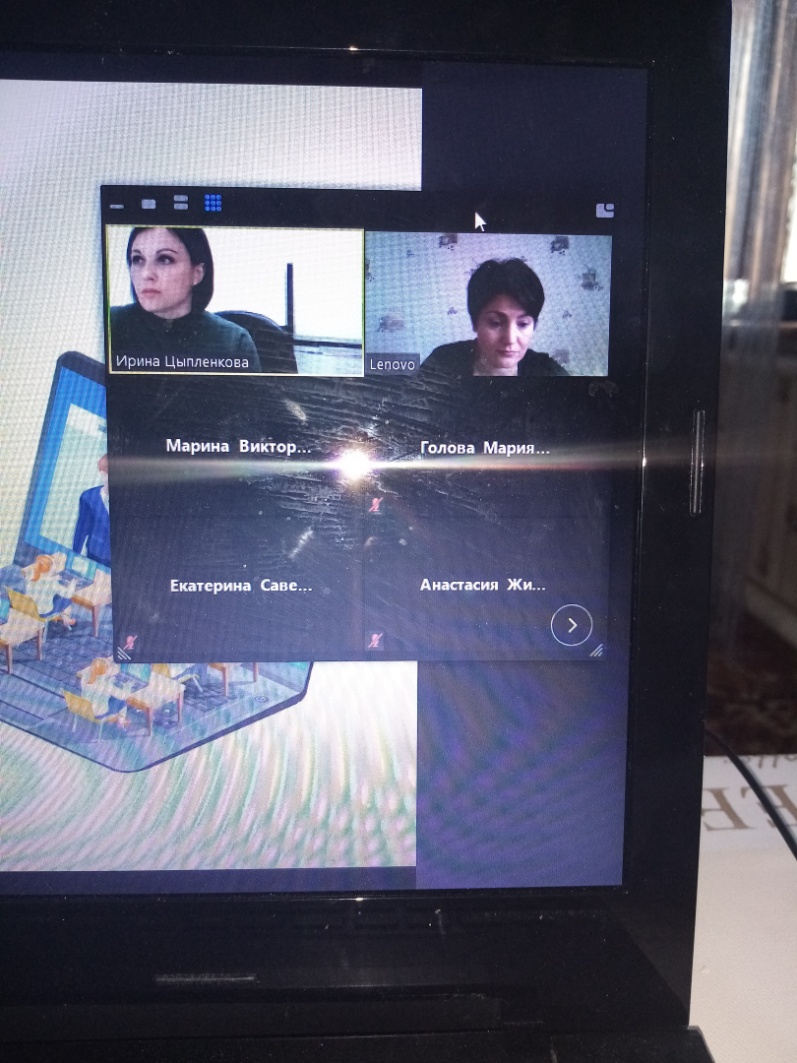 Ирина Цыпленкова
Lenovo
Марина Виктор...
Голова Мария...
Екатерина Саве...
Анастасия Жи...